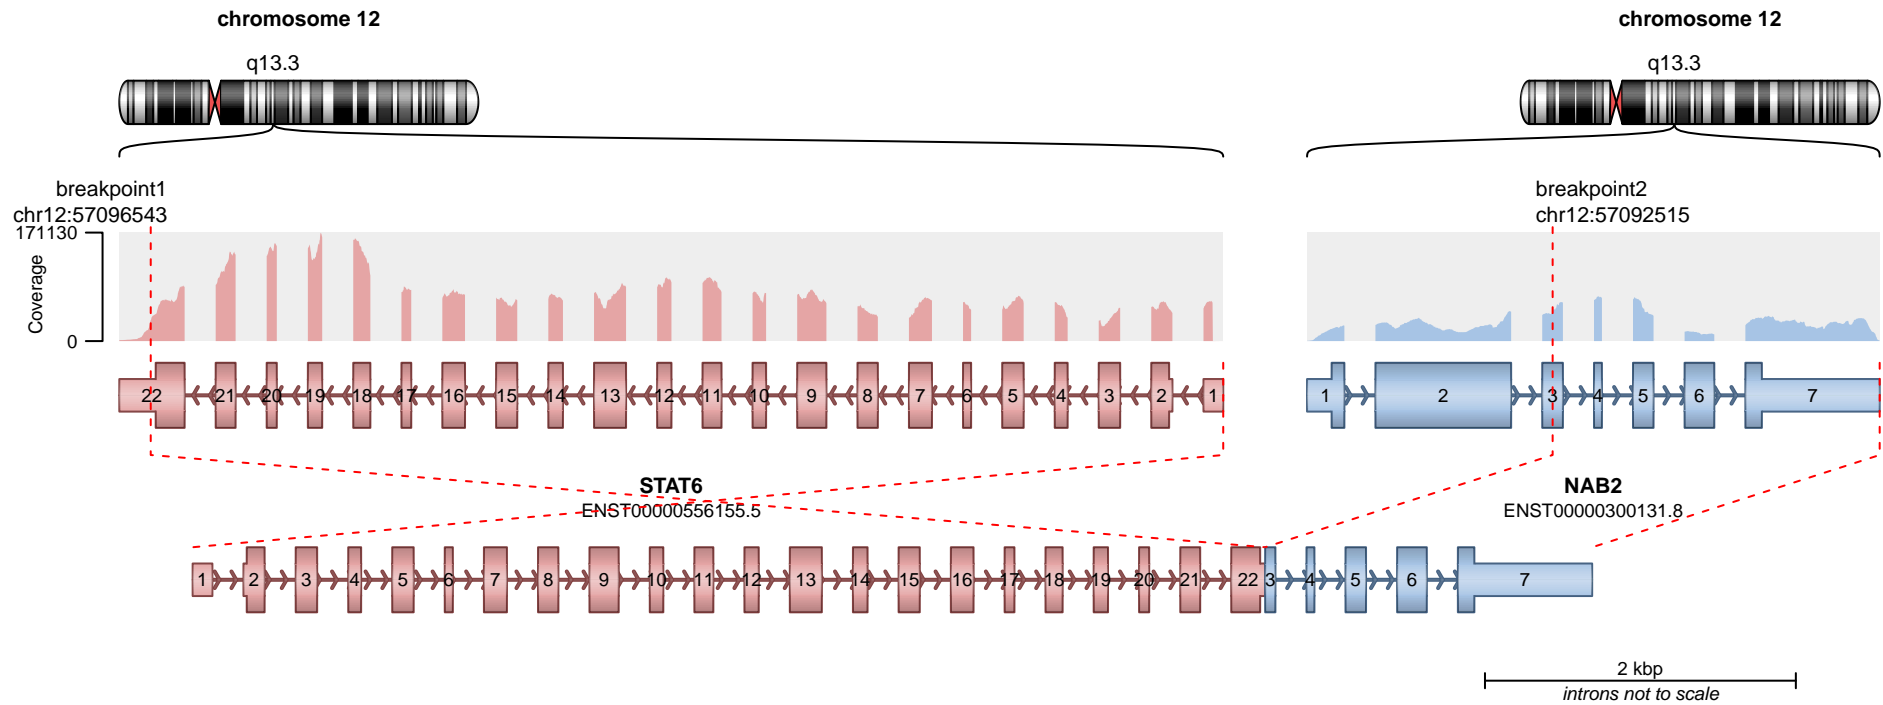 chromosome 12
chromosome 12
q13.3
q13.3
breakpoint1
chr12:57096543
breakpoint2
chr12:57092515
171130
Coverage
0
22 21 20 19 18 17 16 15 14 13 12 11 10 9 8 7 6 5 4 3 2 1
1 2 3 4 5 6 7
STAT6
ENST00000556155.5
NAB2
ENST00000300131.8
1 2 3 4 5 6 7 8 9 10 11 12 13 14 15 16 17 18 19 20 21 22 3 4 5 6 7
2 kbp
introns not to scale